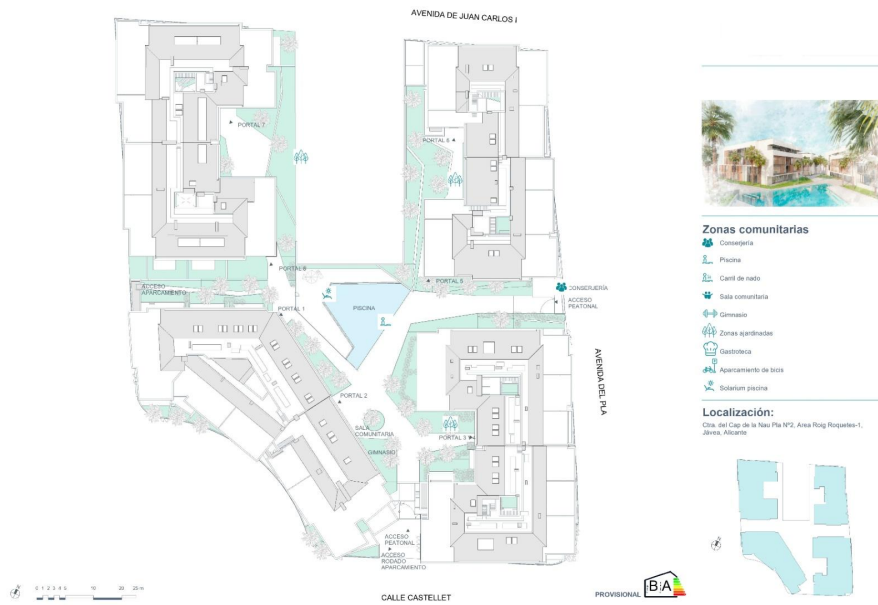 AVENIDA DE JUAN CARLOS I
PORTAL 7
PORTAL 6
PORTAL 6
PORTAL 5
ACCESO
APARCAMIENTO
PORTAL 1
PISCINA
CONSERJERÍA
ACCESO
PEATONAL
AVENIDA DEL PLA
PORTAL 2
SALA
COMUNITARIA
GIMNASIO
PORTAL 3
ACCESO
PEATONAL
ACCESO
RODADO
APARCAMIENTO
CALLE CASTELLET
0 1 2 3 4 5 10 20 25 m
Zonas comunitarias
Conserjería
Piscina
Carril de nado
Sala comunitaria
Gimnasio
Zonas ajardinadas
Gastroteca
Aparcamiento de bicis
Solarium piscina
Localización:
Ctra. del Cap de la Nau Pla Nº2, Area Roig Roquetes-1,
Jávea, Alicante
PROVISIONAL
B A